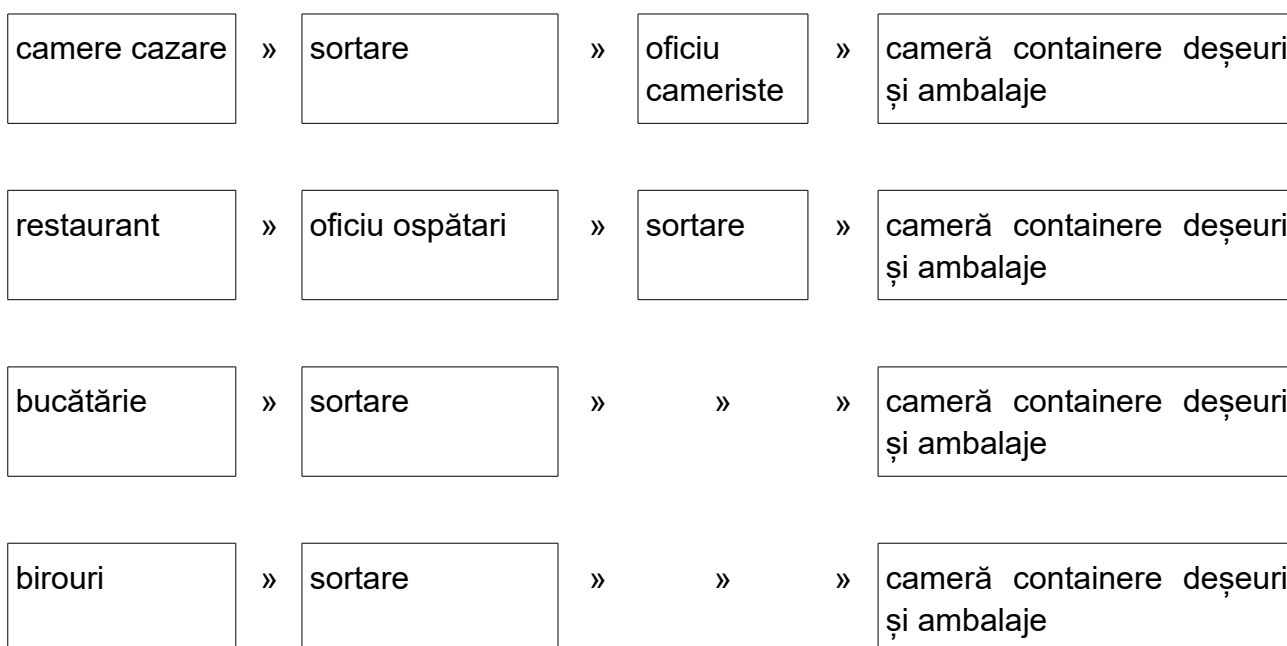 camere cazare » sortare » oficiu » cameră containere deșeuri
cameriste și ambalaje
restaurant » oficiu ospătari » sortare » cameră containere deșeuri
și ambalaje
bucătărie » sortare » » » cameră containere deșeuri
și ambalaje
birouri » sortare » » » cameră containere deșeuri
și ambalaje